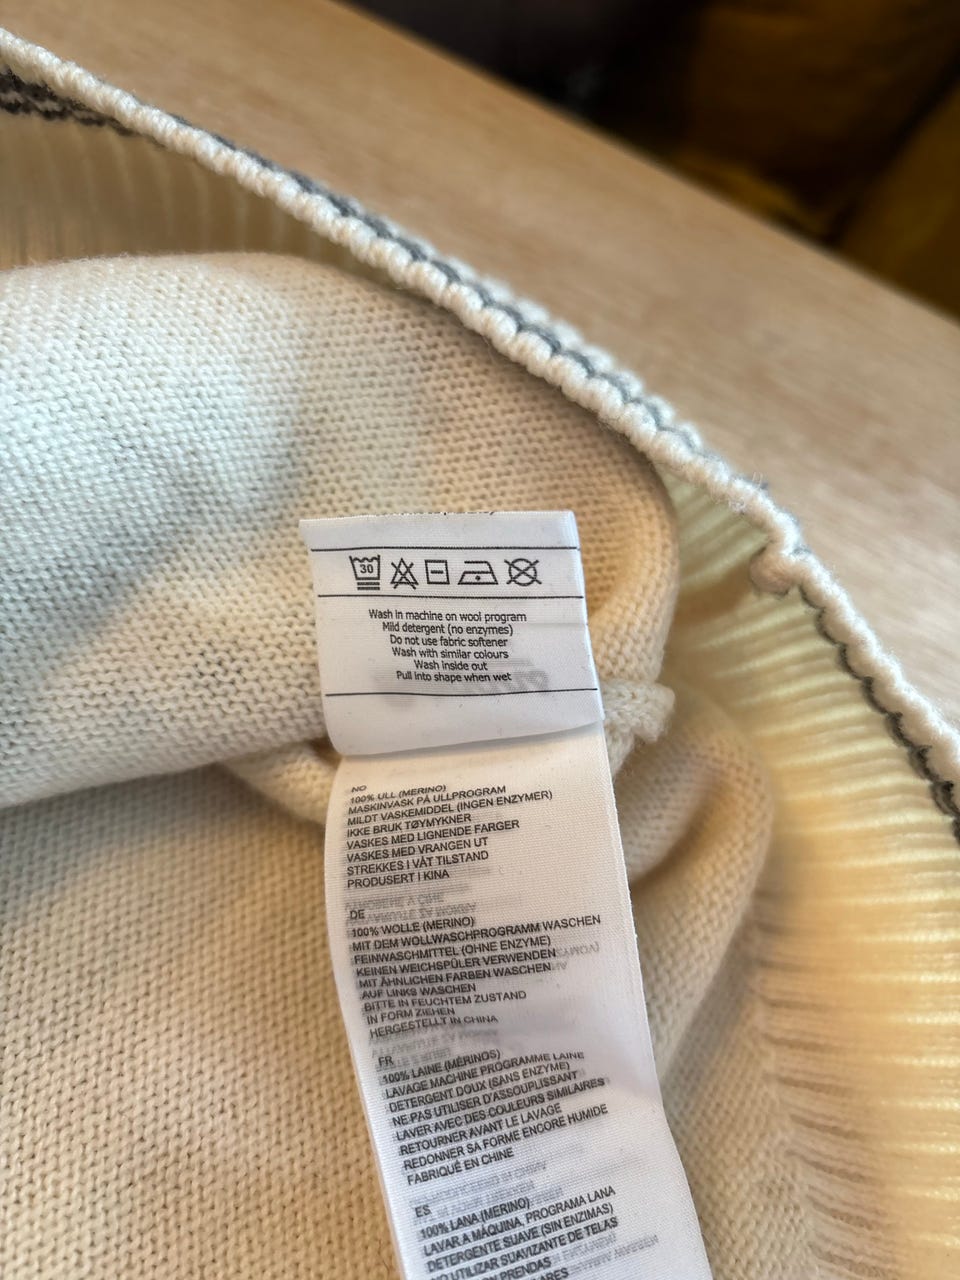 30
Wash in machine on wool program
Mild detergent (no enzymes)
Do not use fabric softener
Wash with similar colours
Wash inside out
Pull into shape when wet
NO
100% ULL (MERINO)
MASKINVASK PÅ ULLPROGRAM
MILDT VASKEMIDDEL (INGEN ENZYMER)
IKKE BRUK TØYMYKNER
VASKES MED LIGNENDE FARGER
VASKES MED VRANGEN UT
STREKKES I VÅT TILSTAND
PRODUSERT I KINA
DE
100% WOLLE (MERINO)
MIT DEM WOLLWASCHPROGRAMM WASCHEN
FEINWASCHMITTEL (OHNE ENZYME)
KEINEN WEICHSPÜLER VERWENDEN
MIT ÄHNLICHEN FARBEN WASCHEN
AUF LINKS WASCHEN
BITTE IN FEUCHTEM ZUSTAND
IN FORM ZIEHEN
HERGESTELLT IN CHINA
FR
100% LAINE (MÉRINOS)
LAVAGE MACHINE PROGRAMME LAINE
DETERGENT DOUX (SANS ENZYME)
NE PAS UTILISER D'ASSOUPLISSANT
LAVER AVEC DES COULEURS SIMILAIRES
RETOURNER AVANT LE LAVAGE
REDONNER SA FORME ENCORE HUMIDE
FABRIQUÉ EN CHINE
ES
100% LANA (MERINO)
LAVAR A MÁQUINA, PROGRAMA LANA
DETERGENTE SUAVE (SIN ENZIMAS)
NO UTILIZAR SUAVIZANTE DE TELAS
PRENDAS